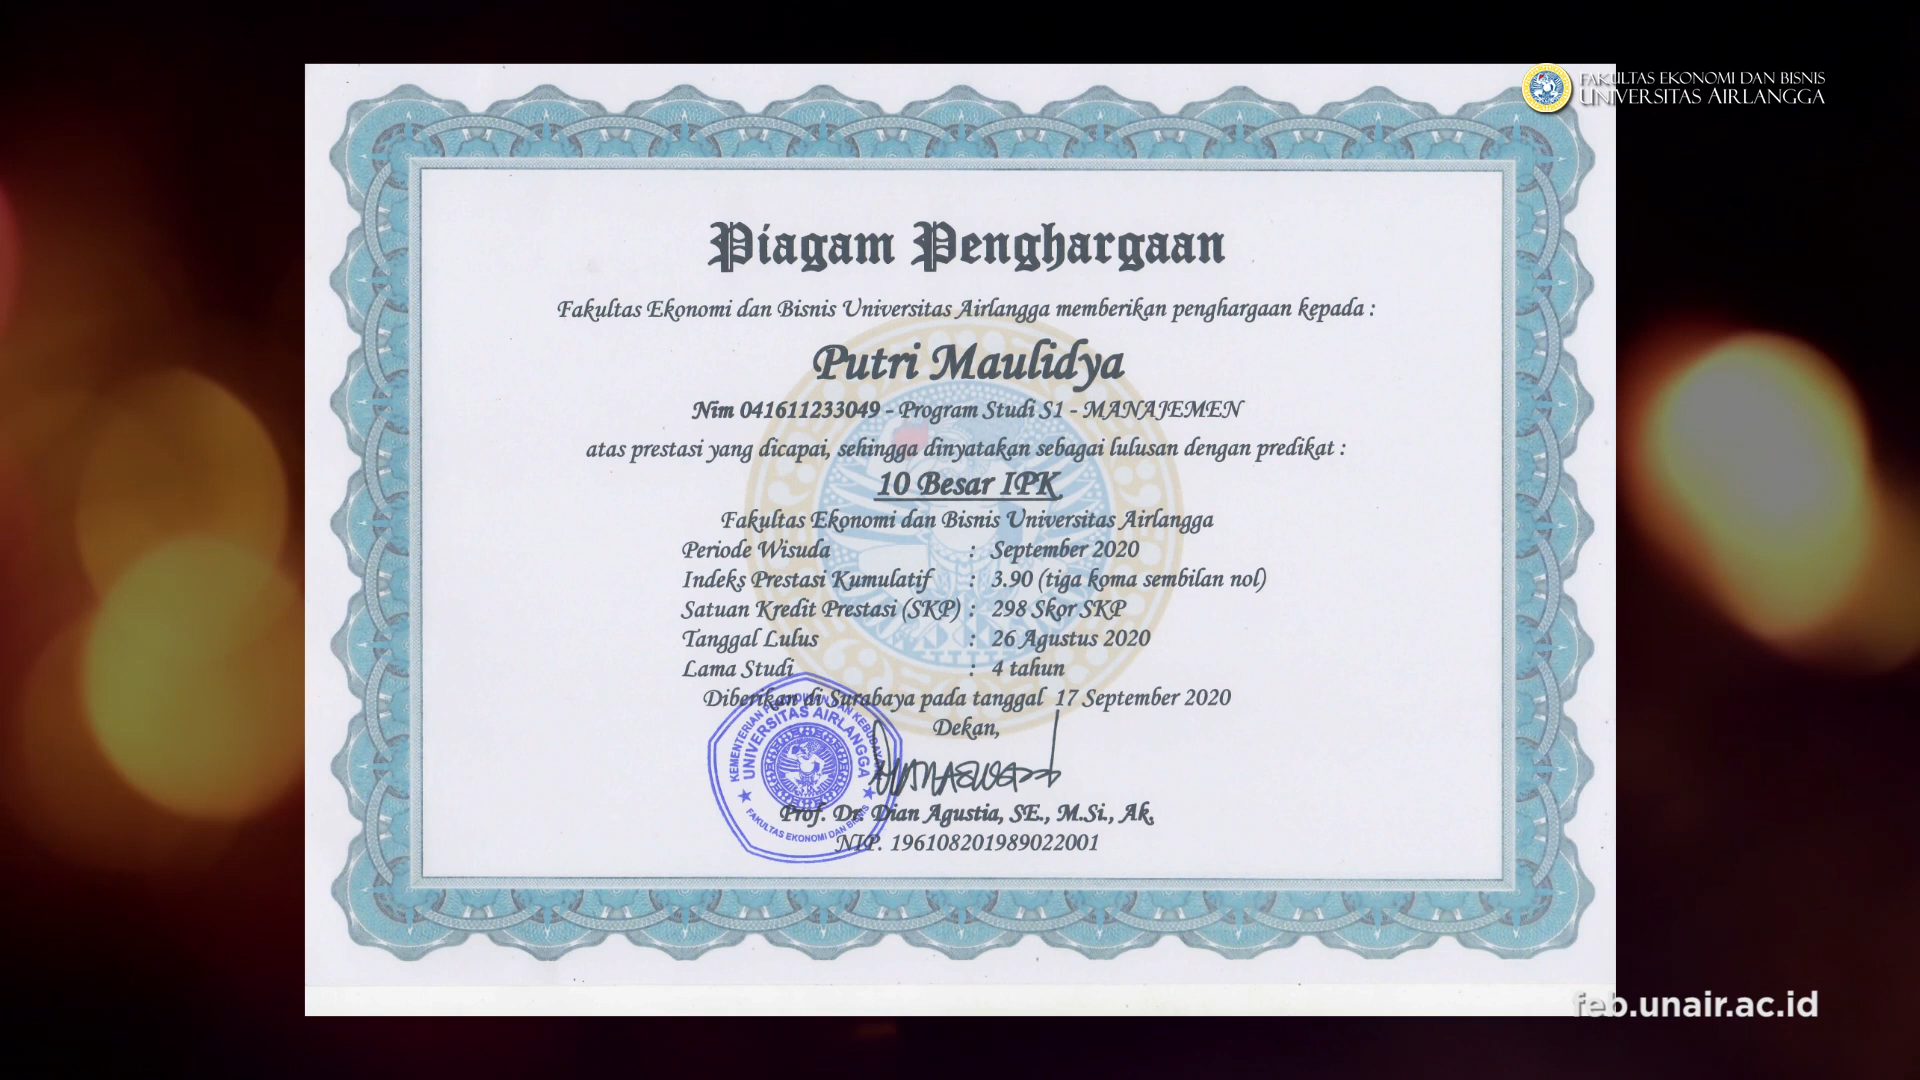 FAKULTAS EKONOMI DAN BISNIS
UNIVERSITAS AIRLANGGA
Piagam Penghargaan
Fakultas Ekonomi dan Bisnis Universitas Airlangga memberikan penghargaan kepada :
Putri Maulidya
Nim 041611233049 - Program Studi S1 - MANAJEMEN
atas prestasi yang dicapai, sehingga dinyatakan sebagai lulusan dengan predikat :
10 Besar IPK
Fakultas Ekonomi dan Bisnis Universitas Airlangga
Periode Wisuda : September 2020
Indeks Prestasi Kumulatif : 3.90 (tiga koma sembilan nol)
Satuan Kredit Prestasi (SKP) : 298 Skor SKP
Tanggal Lulus : 26 Agustus 2020
Lama Studi : 4 tahun
Diberikan di Surabaya pada tanggal 17 September 2020
Dekan,
KEMENTERIAN PENDIDIKAN DAN KEBUDAYAAN
UNIVERSITAS AIRLANGGA
FAKULTAS EKONOMI DAN BISNIS
Prof. Dr. Dian Agustia, SE., M.Si., Ak.
NIP. 196108201989022001
feb.unair.ac.id